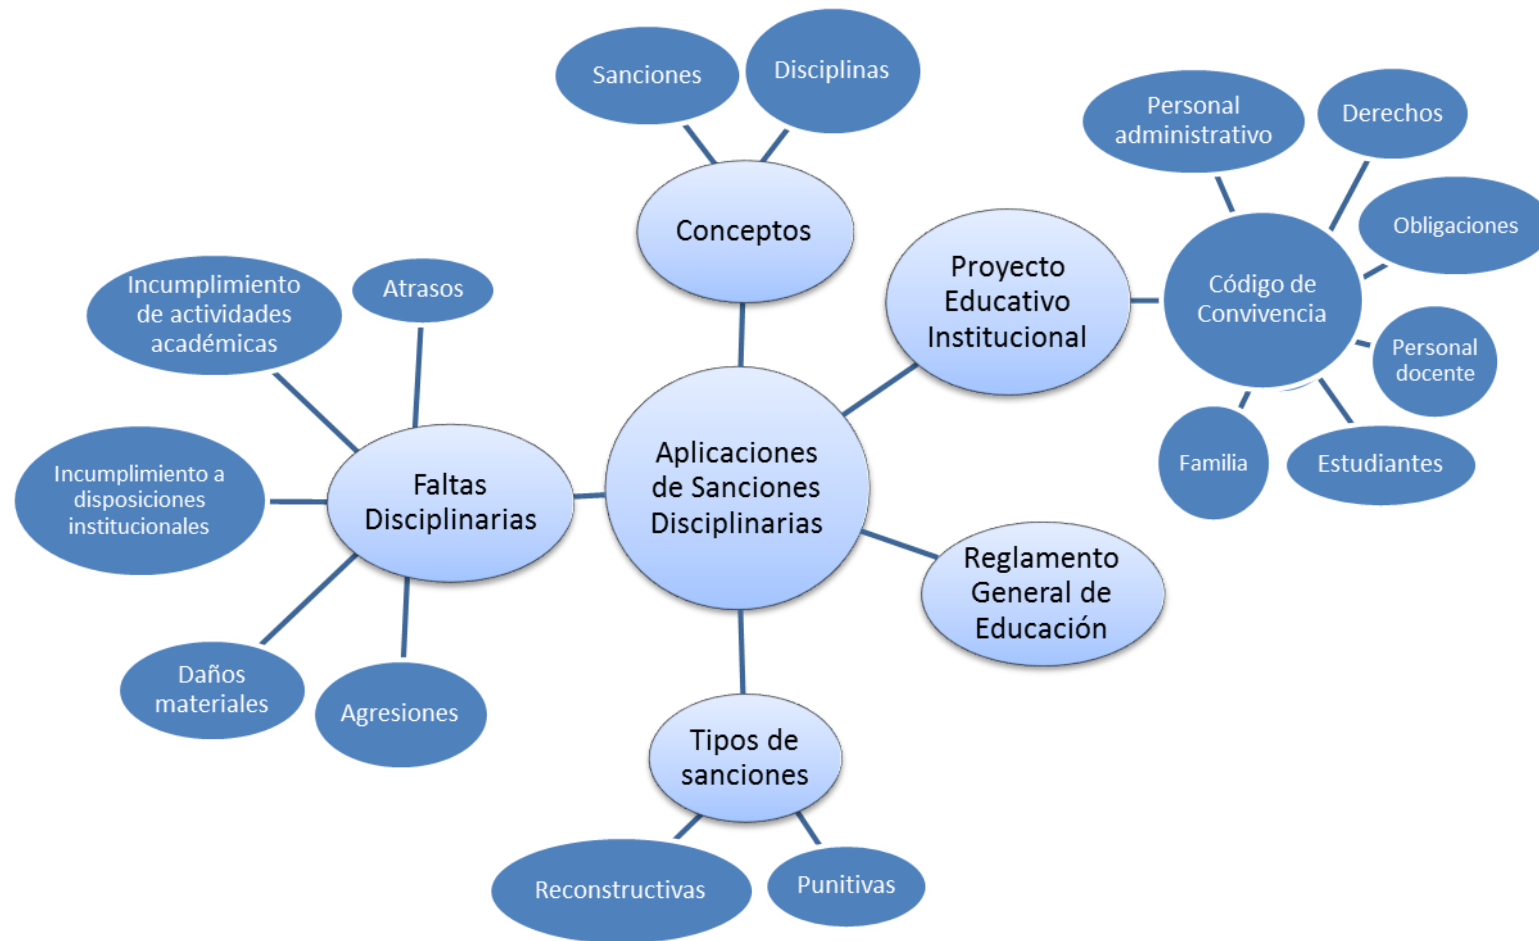 Sanciones
Disciplinas
Conceptos
Personal
administrativo
Derechos
Obligaciones
Proyecto
Educativo
Institucional
Código de
Convivencia
Personal
docente
Familia
Estudiantes
Incumplimiento
de actividades
académicas
Atrasos
Incumplimiento a
disposiciones
institucionales
Faltas
Disciplinarias
Aplicaciones
de Sanciones
Disciplinarias
Reglamento
General de
Educación
Daños
materiales
Agresiones
Tipos de
sanciones
Reconstructivas
Punitivas